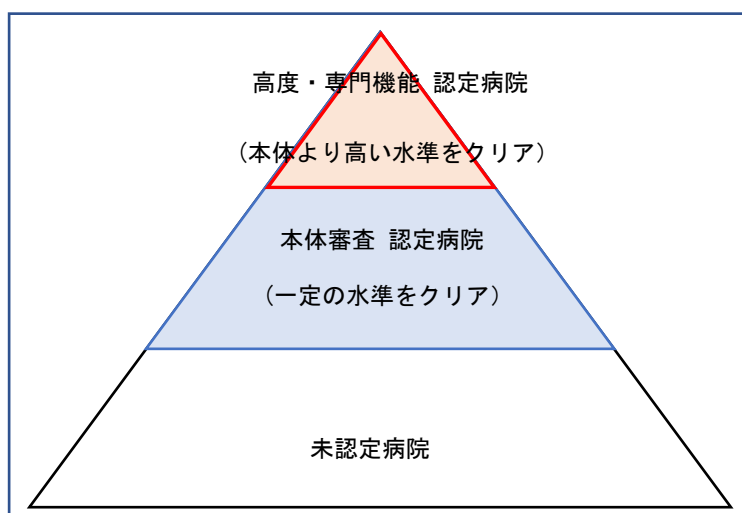 高度・専門機能 認定病院
（本体より高い水準をクリア）
本体審査 認定病院
（一定の水準をクリア）
未認定病院